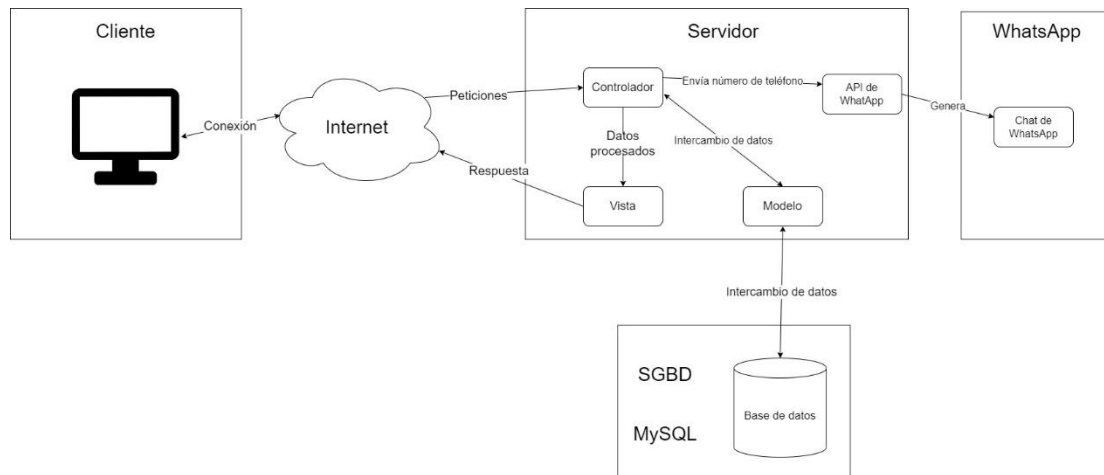 Cliente
Conexión
Internet
Peticiones
Respuesta
Servidor
Controlador
Envía número de teléfono
API de
WhatApp
Datos
procesados
Intercambio de datos
Vista
Modelo
WhatsApp
Genera
Chat de
WhatsApp
Intercambio de datos
SGBD
MySQL
Base de datos